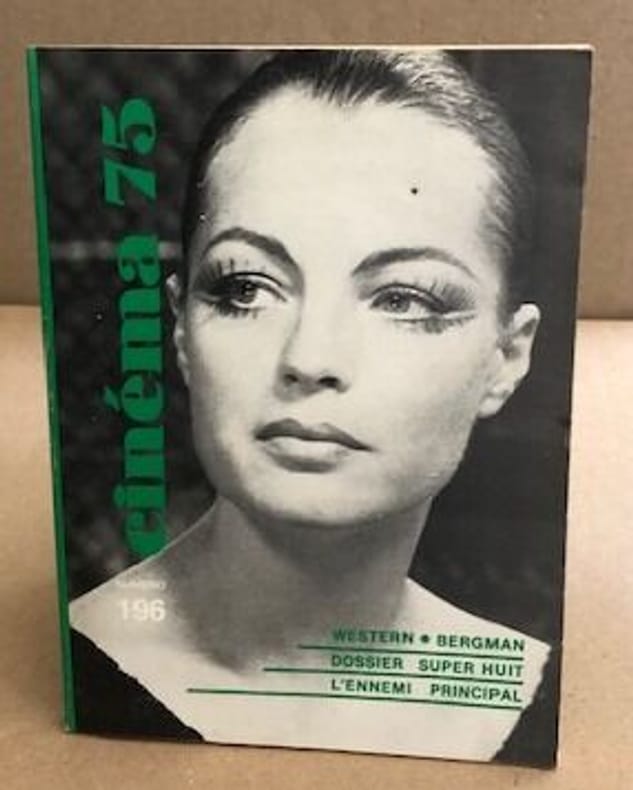 cinéma 75
196
WESTERN • BERGMAN
DOSSIER SUPER HUIT
L'ENNEMI PRINCIPAL